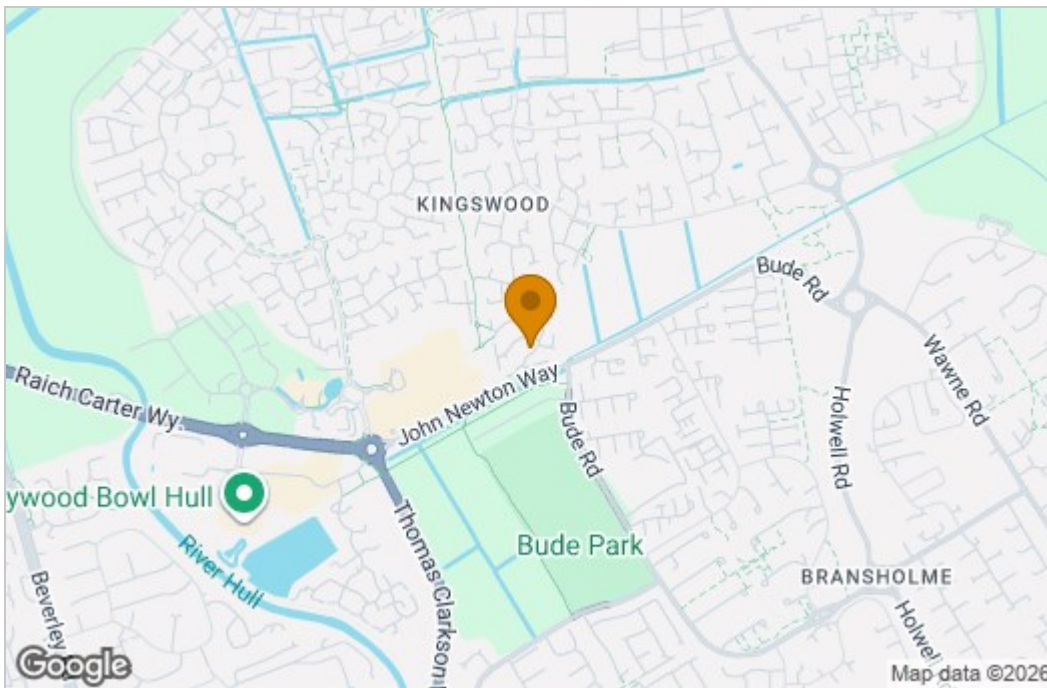 KINGSWOOD
Bude Rd
Wawne Rd
Raich Carter Wy.
John Newton Way
Holwell Rd
Bude Rd
ywood Bowl Hull
Thomas Clarkson
Bude Park
River Hull
BRANSHOLME
Beverley
Holwell
Google
Map data ©2026